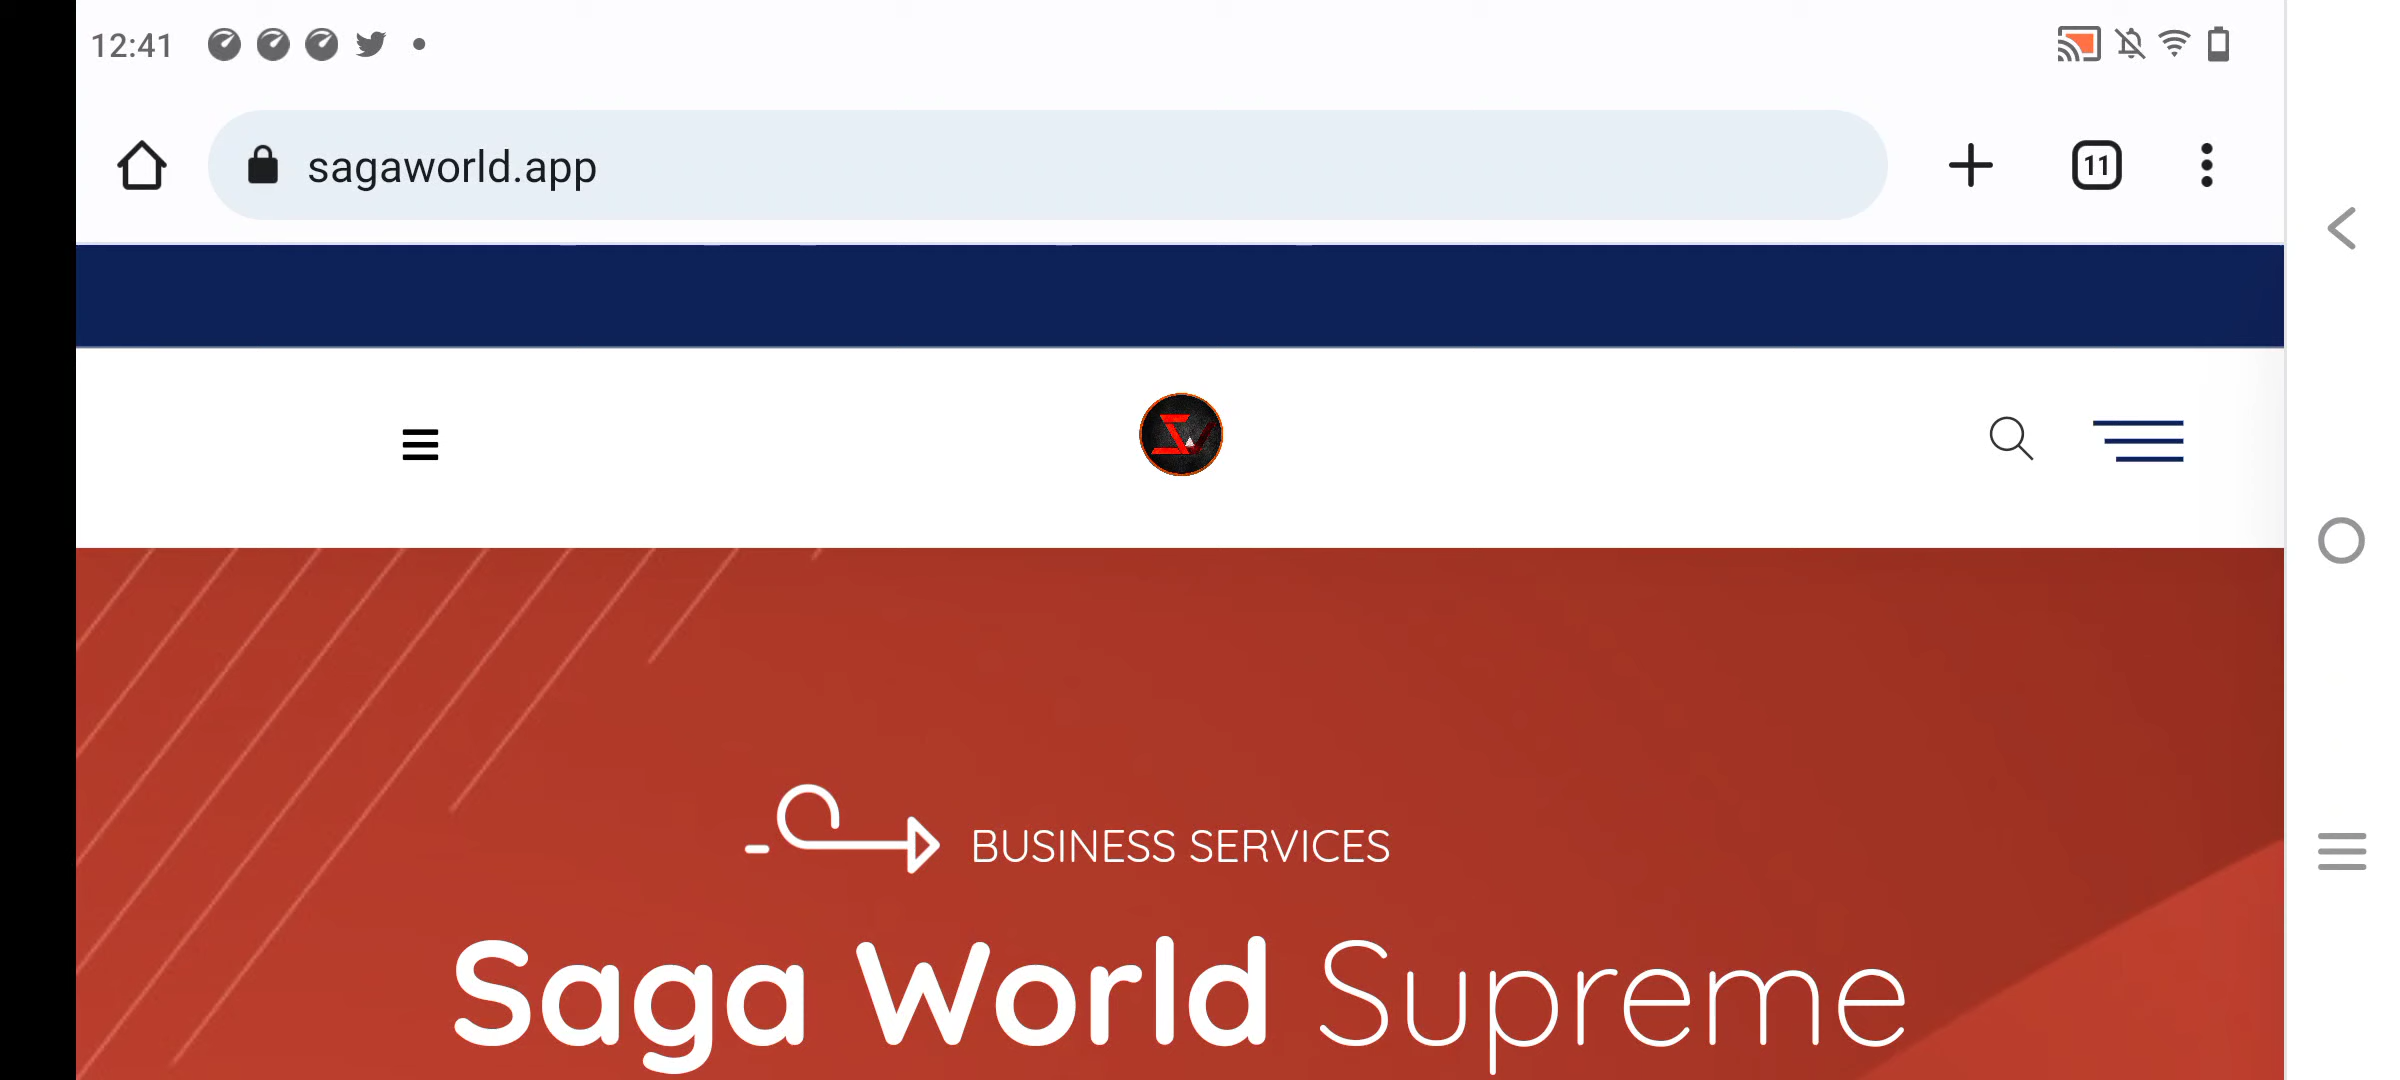 12:41
sagaworld.app
11
BUSINESS SERVICES
Saga World Supreme